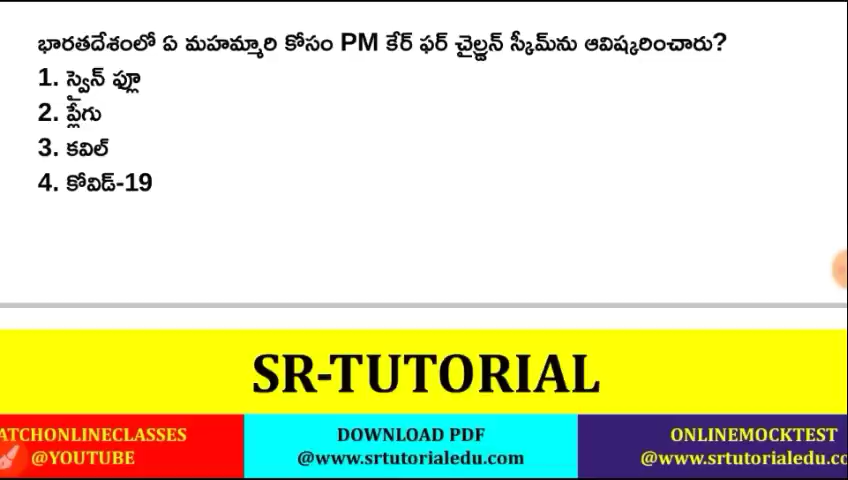 భారతదేశంలో ఏ మహమ్మారి కోసం PM కేర్ ఫర్ చైల్డ్రన్ స్కీమ్‌ను ఆవిష్కరించారు?
1. స్వైన్ ఫ్లూ
2. ప్లేగు
3. కవిల్
4. కోవిడ్-19
SR-TUTORIAL
ATCHONLINECLASSES
@YOUTUBE
DOWNLOAD PDF
@www.srtutorialedu.com
ONLINEMOCKTEST
@www.srtutorialedu.co